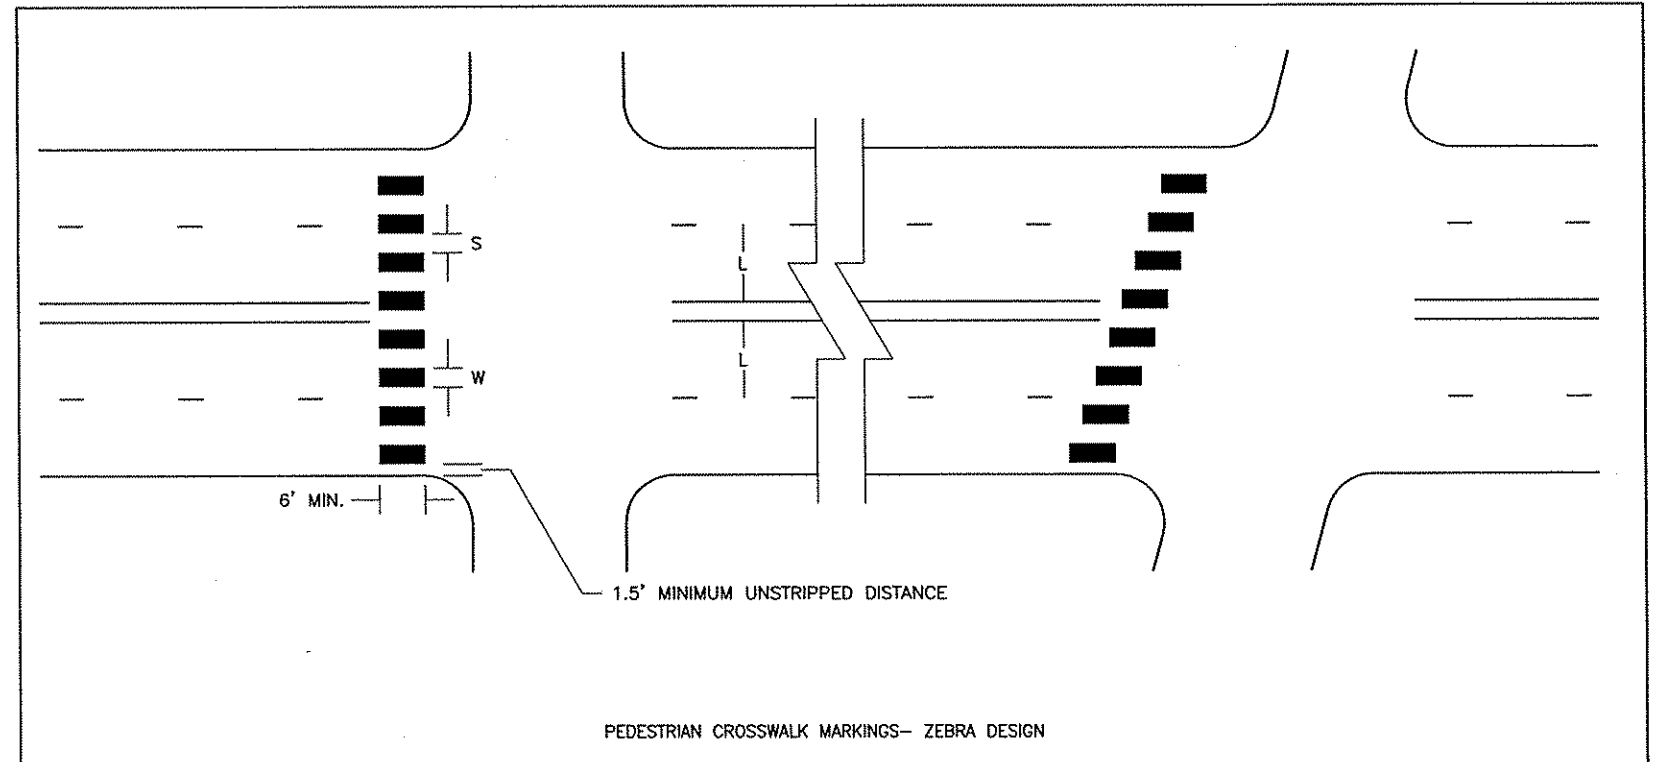 S
L
L
W
6' MIN.
1.5' MINIMUM UNSTRIPPED DISTANCE
PEDESTRIAN CROSSWALK MARKINGS– ZEBRA DESIGN